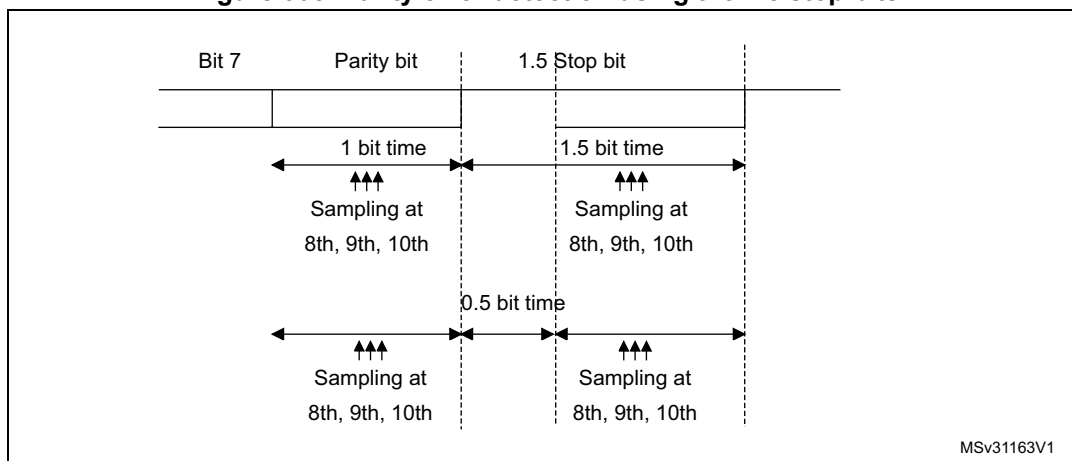 Bit 7 Parity bit 1.5 Stop bit
1 bit time 1.5 bit time
Sampling at Sampling at
8th, 9th, 10th 8th, 9th, 10th
0.5 bit time
Sampling at Sampling at
8th, 9th, 10th 8th, 9th, 10th
MSv31163V1